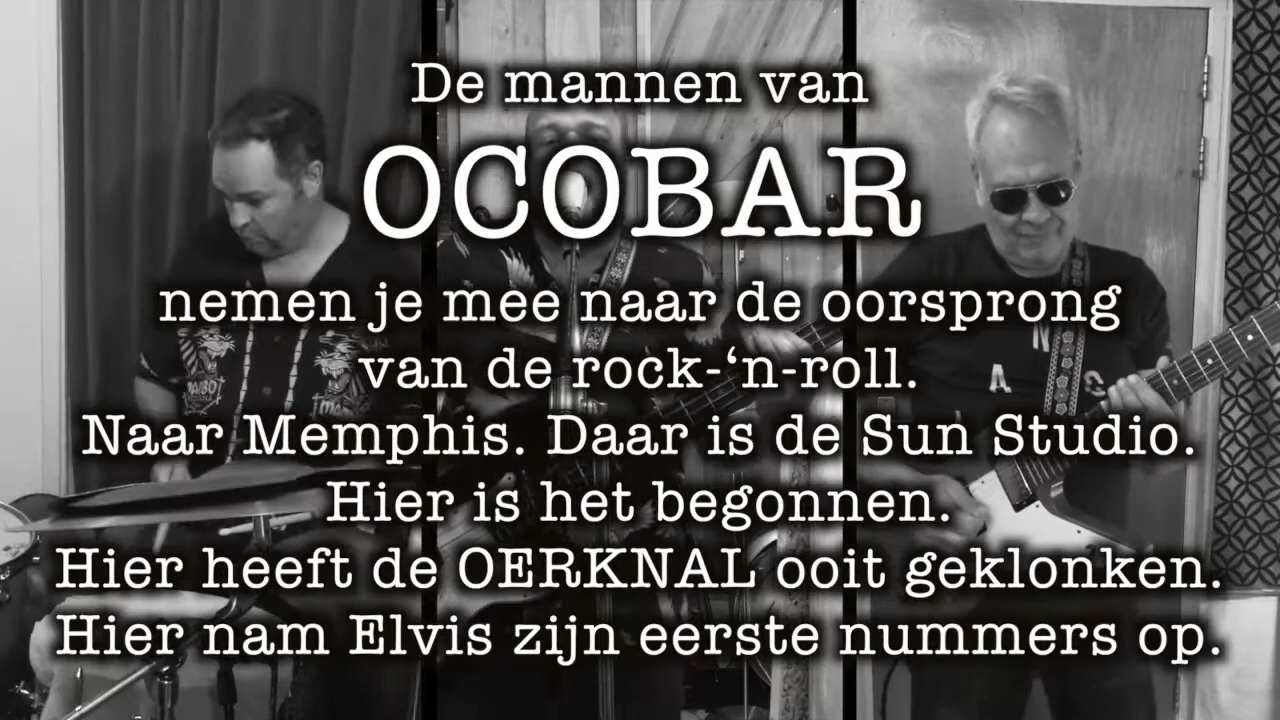 De mannen van
OCOBAR
nemen je mee naar de oorsprong
van de rock-‘n-roll.
Naar Memphis. Daar is de Sun Studio.
Hier is het begonnen.
Hier heeft de OERKNAL ooit geklonken.
Hier nam Elvis zijn eerste nummers op.